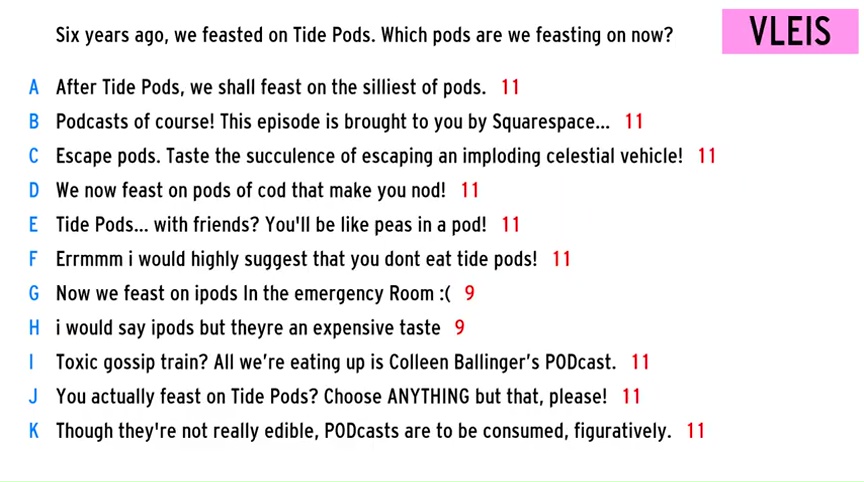 Six years ago, we feasted on Tide Pods. Which pods are we feasting on now?
VLEIS
A After Tide Pods, we shall feast on the silliest of pods. 11
B Podcasts of course! This episode is brought to you by Squarespace... 11
C Escape pods. Taste the succulence of escaping an imploding celestial vehicle! 11
D We now feast on pods of cod that make you nod! 11
E Tide Pods... with friends? You'll be like peas in a pod! 11
F Errmmm i would highly suggest that you dont eat tide pods! 11
G Now we feast on ipods In the emergency Room :( 9
H i would say ipods but theyre an expensive taste 9
I Toxic gossip train? All we’re eating up is Colleen Ballinger’s PODcast. 11
J You actually feast on Tide Pods? Choose ANYTHING but that, please! 11
K Though they're not really edible, PODcasts are to be consumed, figuratively. 11